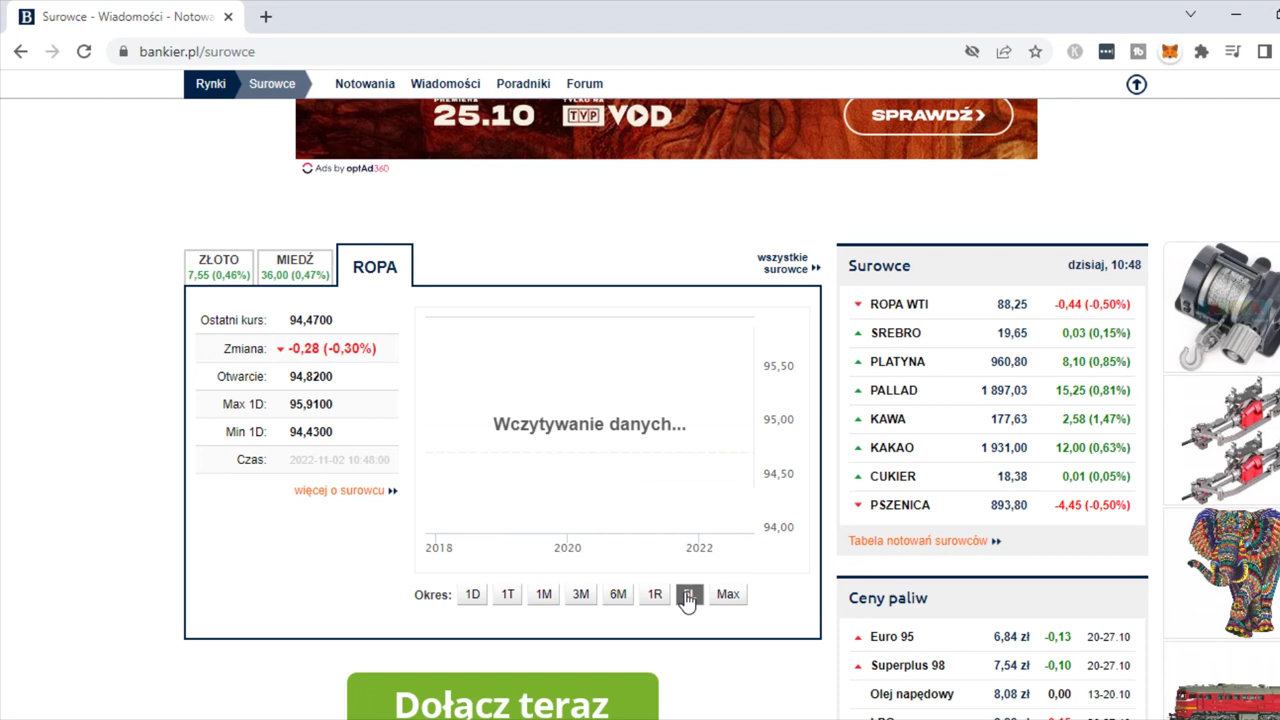 B Surowce - Wiadomości - Notowa
bankier.pl/surowce
Rynki Surowce Notowania Wiadomości Poradniki Forum
PREMIERA
25.10
TYLKO NA
TVP VOD
SPRAWDŹ
Ads by optAd360
ZŁOTO
7,55 (0,46%)
MIEDŹ
36,00 (0,47%)
ROPA
wszystkie
surowce
Ostatni kurs: 94,4700
Zmiana: -0,28 (-0,30%)
Otwarcie: 94,8200
Max 1D: 95,9100
Min 1D: 94,4300
Czas: 2022-11-02 10:48:00
więcej o surowcu
Wczytywanie danych...
95,50
95,00
94,50
94,00
2018 2020 2022
Okres: 1D 1T 1M 3M 6M 1R Max
Surowce dzisiaj, 10:48
ROPA WTI 88,25 -0,44 (-0,50%)
SREBRO 19,65 0,03 (0,15%)
PLATYNA 960,80 8,10 (0,85%)
PALLAD 1 897,03 15,25 (0,81%)
KAWA 177,63 2,58 (1,47%)
KAKAO 1 931,00 12,00 (0,63%)
CUKIER 18,38 0,01 (0,05%)
PSZENICA 893,80 -4,45 (-0,50%)
Tabela notowań surowców
Ceny paliw
Euro 95 6,84 zł -0,13 20-27.10
Superplus 98 7,54 zł -0,10 20-27.10
Olej napędowy 8,08 zł 0,00 13-20.10
Dołącz teraz